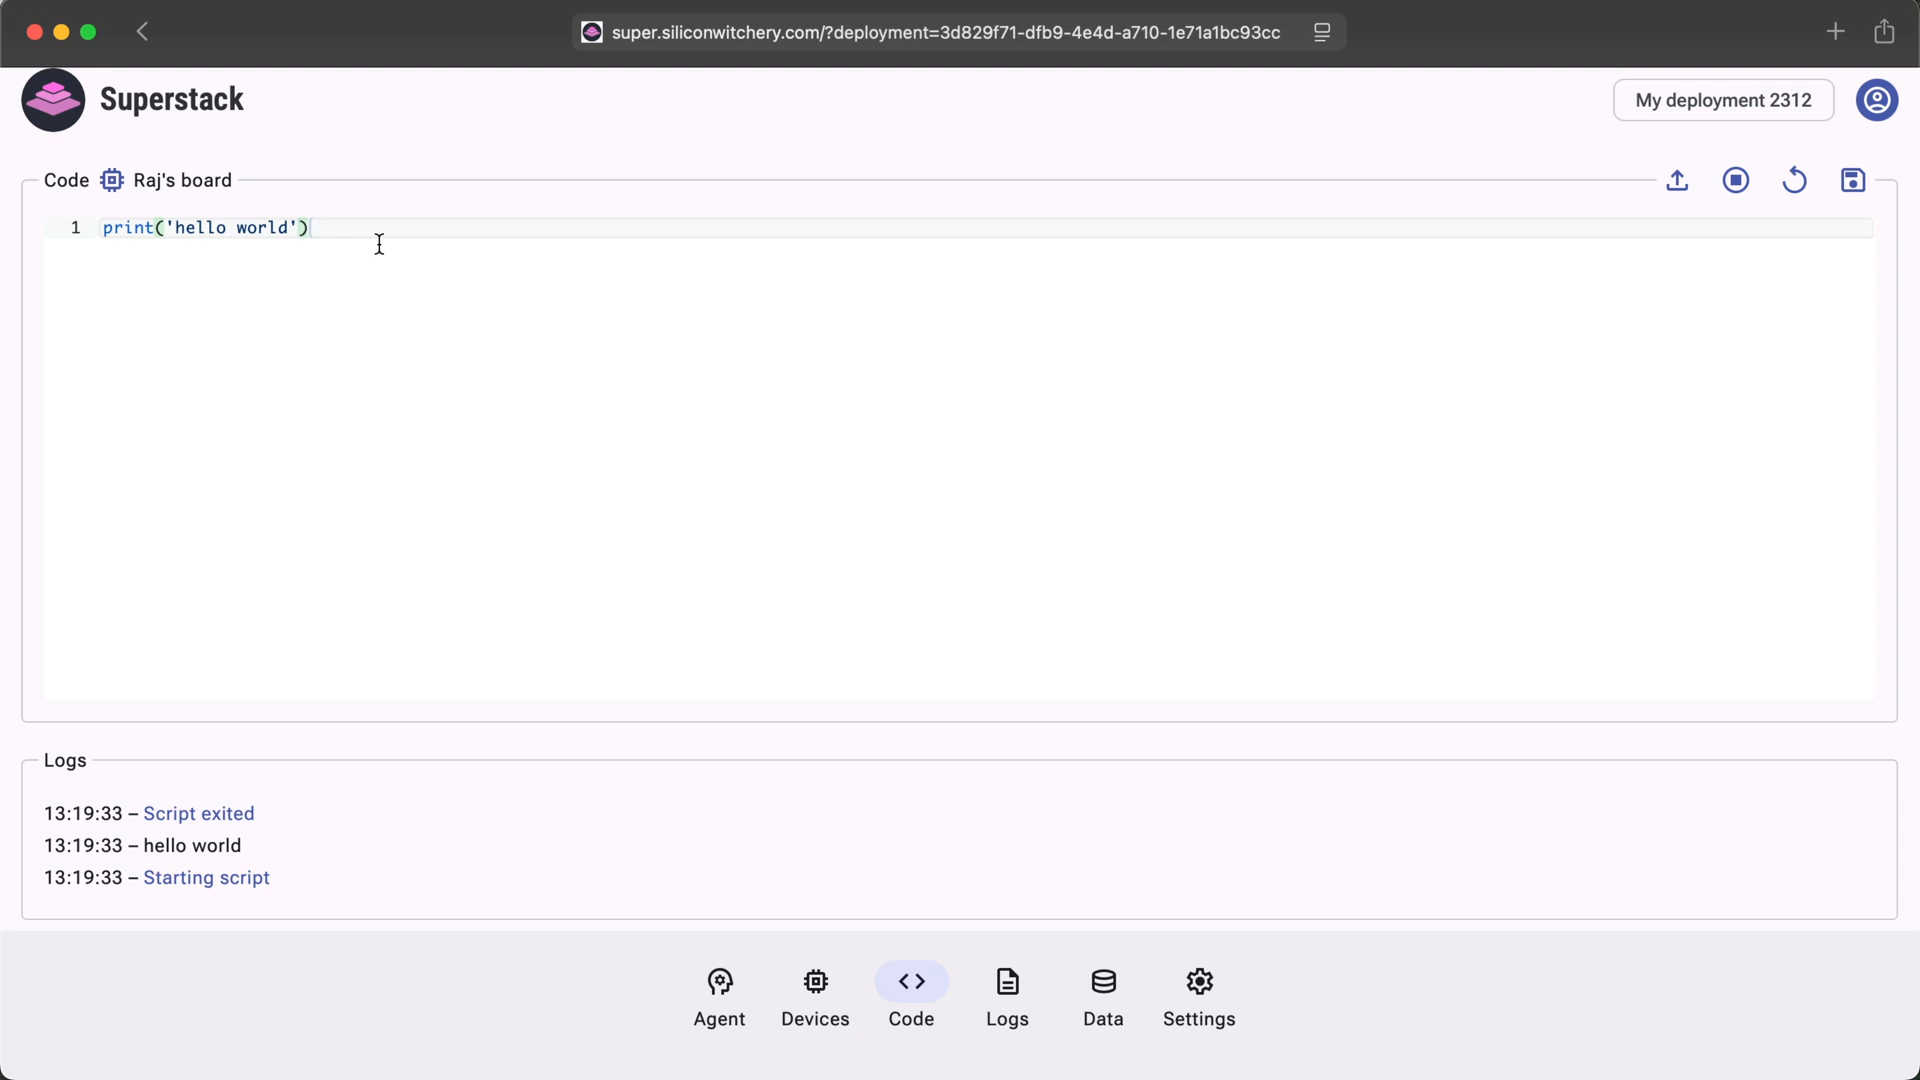 super.siliconwitchery.com/?deployment=3d829f71-dfb9-4e4d-a710-1e71a1bc93cc
Superstack
My deployment 2312
Code Raj's board
1 print('hello world')
Logs
13:19:33 – Script exited
13:19:33 – hello world
13:19:33 – Starting script
Agent Devices Code Logs Data Settings